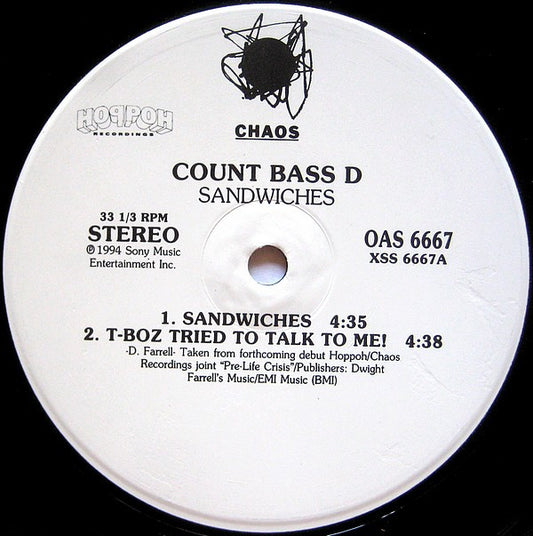 CHAOS
HOPPOH
RECORDINGS
COUNT BASS D
SANDWICHES
33 1/3 RPM
STEREO
℗ 1994 Sony Music
Entertainment Inc.
OAS 6667
XSS 6667A
1. SANDWICHES 4:35
2. T-BOZ TRIED TO TALK TO ME! 4:38
-D. Farrell- Taken from forthcoming debut Hoppoh/Chaos
Recordings joint "Pre-Life Crisis"/Publishers: Dwight
Farrell's Music/EMI Music (BMI)